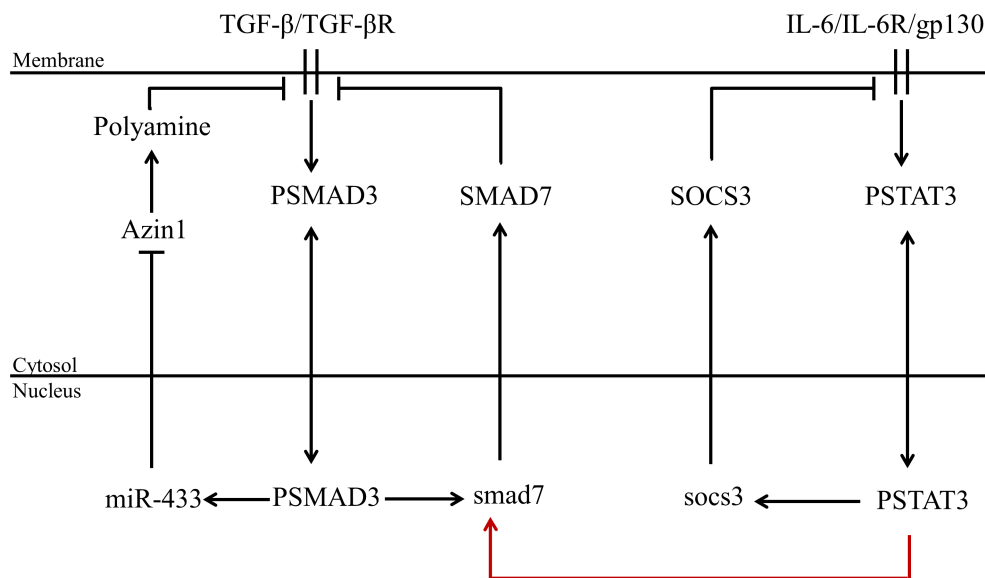 TGF-β/TGF-βR
IL-6/IL-6R/gp130
Membrane
Polyamine
PSMAD3
SMAD7
SOCS3
PSTAT3
Azin1
Cytosol
Nucleus
miR-433
PSMAD3
smad7
socs3
PSTAT3